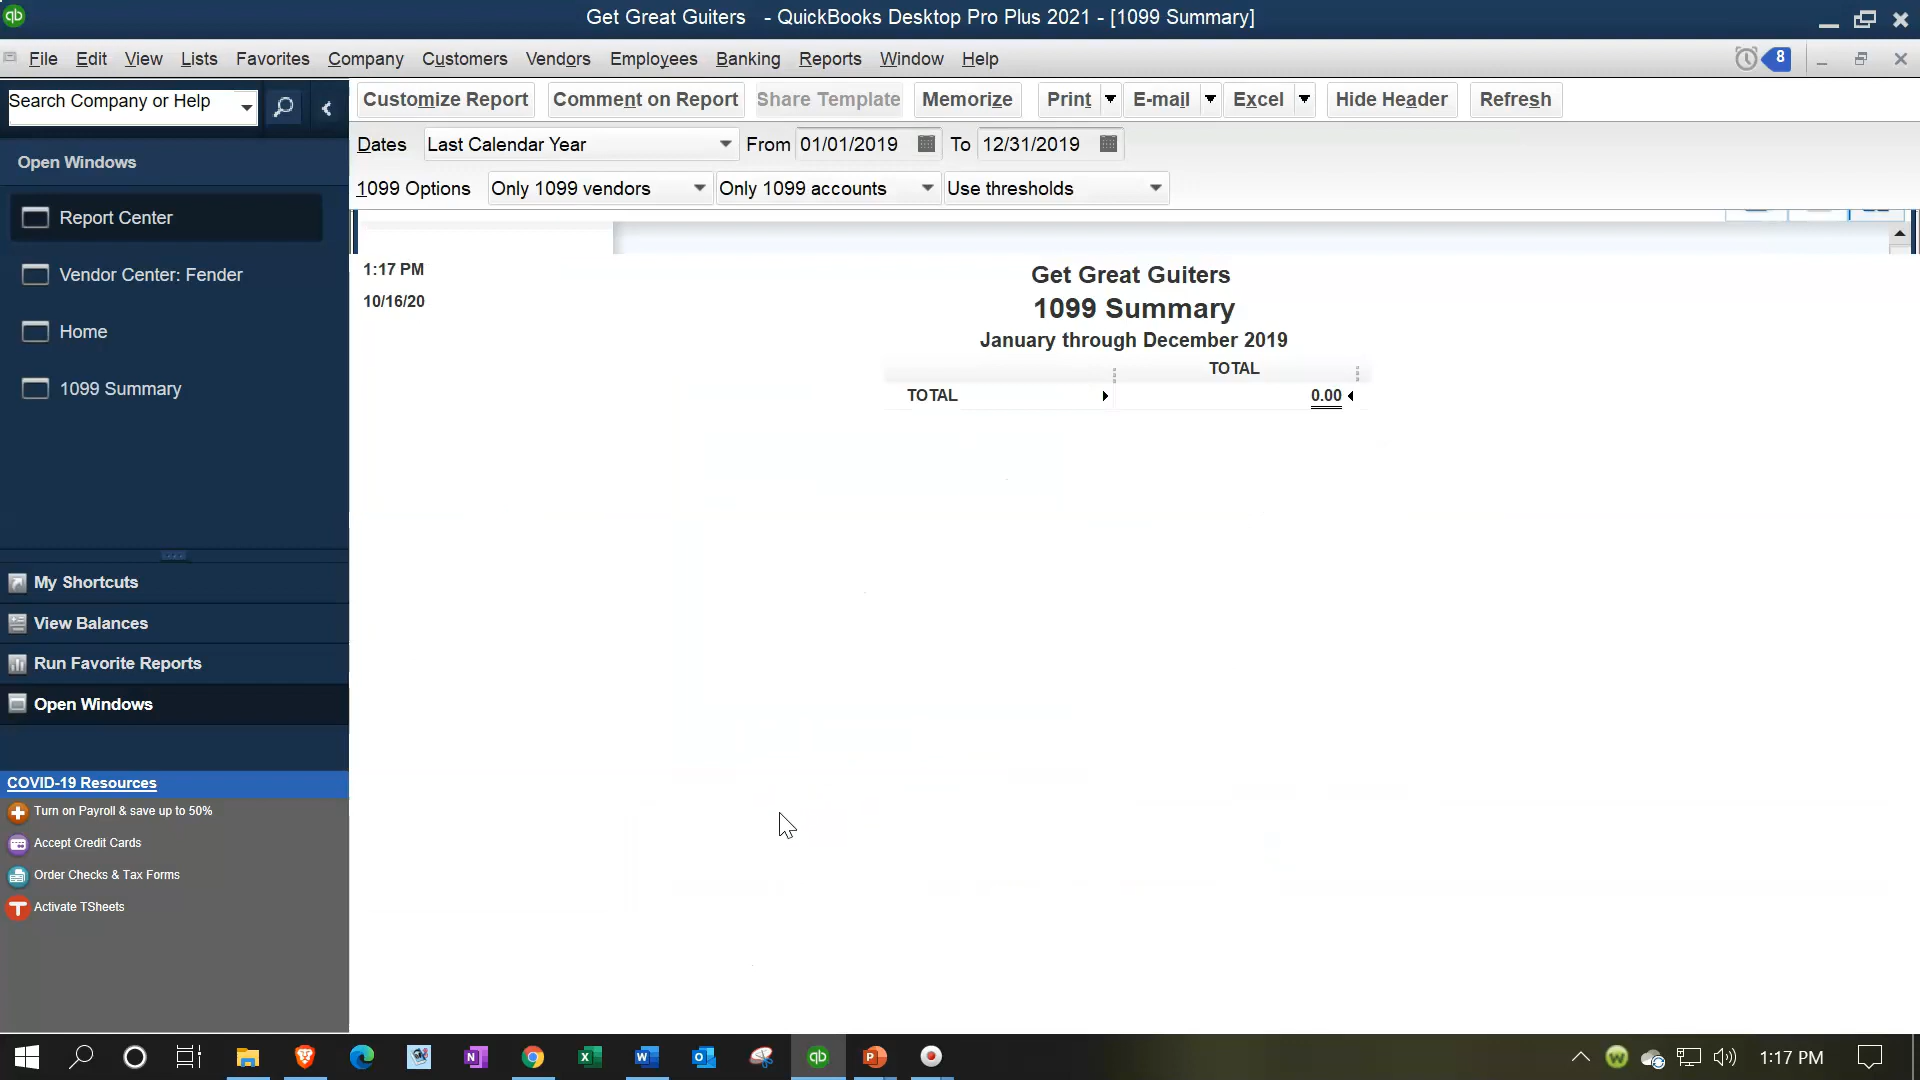 Get Great Guiters - QuickBooks Desktop Pro Plus 2021 - [1099 Summary]
File Edit View Lists Favorites Company Customers Vendors Employees Banking Reports Window Help 8
Search Company or Help
Customize Report Comment on Report Share Template Memorize Print E-mail Excel Hide Header Refresh
Dates Last Calendar Year From 01/01/2019 To 12/31/2019
1099 Options Only 1099 vendors Only 1099 accounts Use thresholds
Open Windows
Report Center
Vendor Center: Fender
Home
1099 Summary
My Shortcuts
View Balances
Run Favorite Reports
Open Windows
COVID-19 Resources
Turn on Payroll & save up to 50%
Accept Credit Cards
Order Checks & Tax Forms
Activate TSheets
1:17 PM
10/16/20
Get Great Guiters
1099 Summary
January through December 2019
TOTAL
TOTAL 0.00
1:17 PM